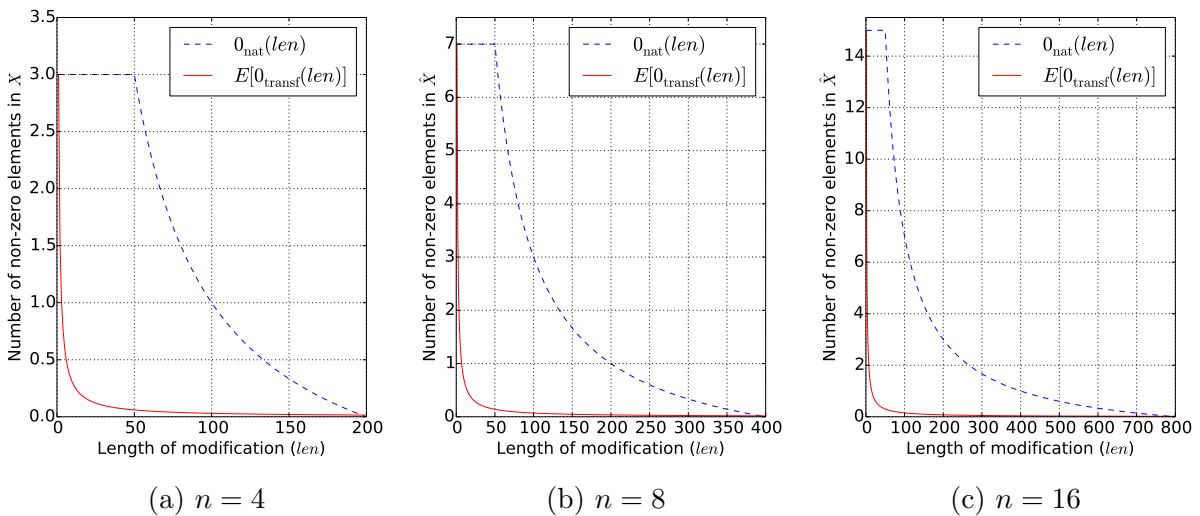 3.5
3.0
2.5
2.0
1.5
1.0
0.5
0.0
0 50 100 150 200
Number of non-zero elements in X̂
Length of modification (len)
0nat(len)
E[0transf(len)]
(a) n = 4
7
6
5
4
3
2
1
0
0 50 100 150 200 250 300 350 400
Number of non-zero elements in X̂
Length of modification (len)
0nat(len)
E[0transf(len)]
(b) n = 8
14
12
10
8
6
4
2
0
0 100 200 300 400 500 600 700 800
Number of non-zero elements in X̂
Length of modification (len)
0nat(len)
E[0transf(len)]
(c) n = 16